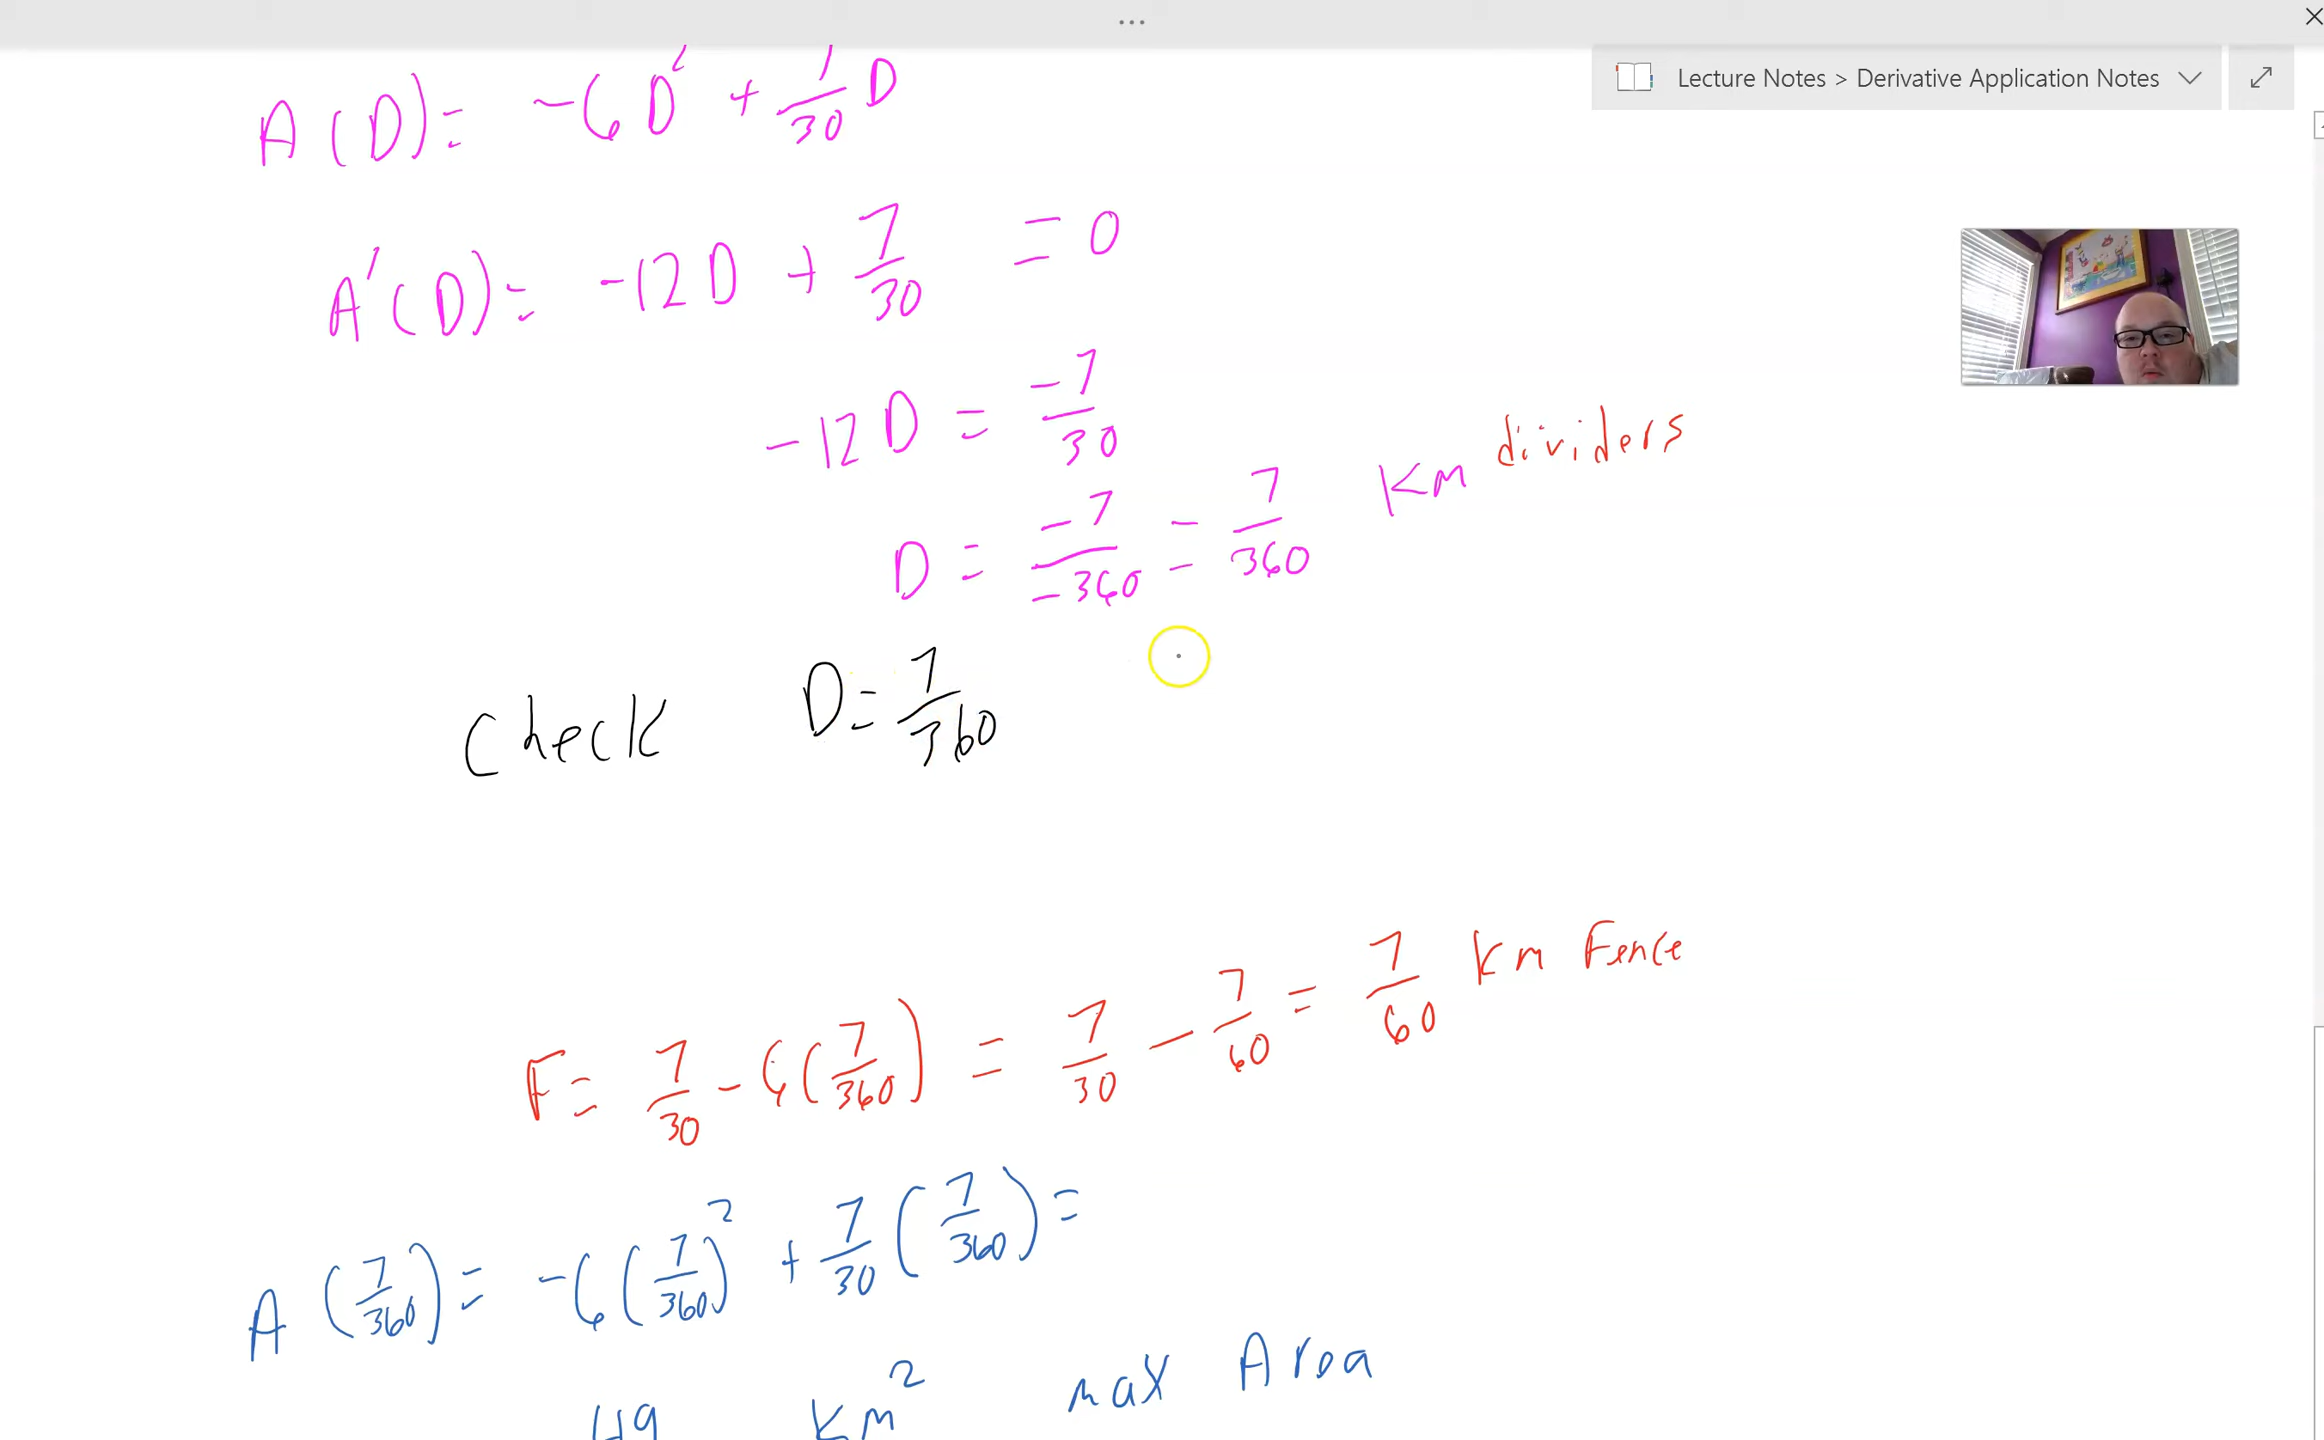 ...
Lecture Notes > Derivative Application Notes
A(D) = -6D² + 7/30 D
A'(D) = -12D + 7/30 = 0
-12D = -7/30
D = -7/-360 = 7/360 Km dividers
Check D = 7/360
F = 7/30 - 6(7/360) = 7/30 - 7/60 = 7/60 Km Fence
A(7/360) = -6(7/360)² + 7/30(7/360) =
49 Km² max Area